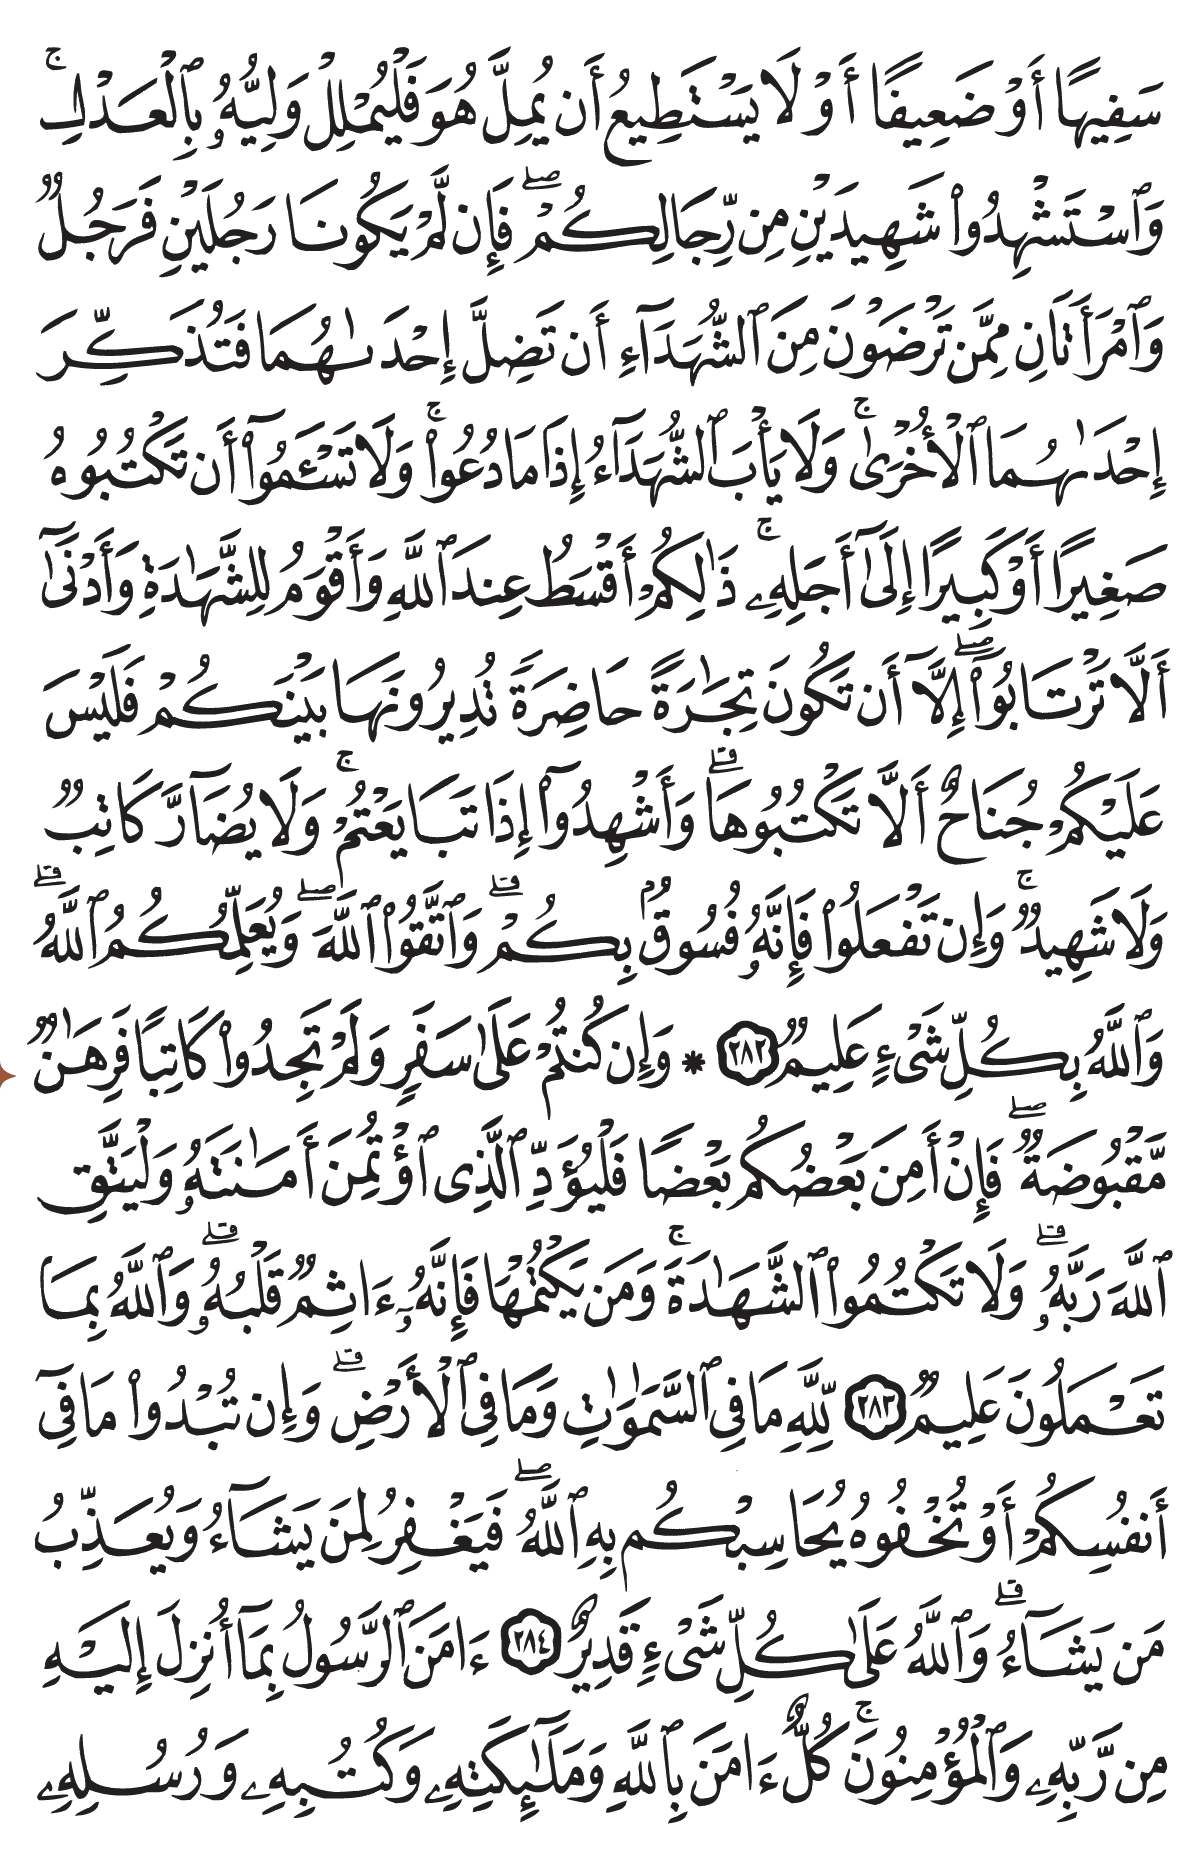 سَفِيهًا أَوْ ضَعِيفًا أَوْ لَا يَسْتَطِيعُ أَن يُمِلَّ هُوَ فَلْيُمْلِلْ وَلِيُّهُۥ بِٱلْعَدْلِۚ
وَٱسْتَشْهِدُوا۟ شَهِيدَيْنِ مِن رِّجَالِكُمْۖ فَإِن لَّمْ يَكُونَا رَجُلَيْنِ فَرَجُلٌ
وَٱمْرَأَتَانِ مِمَّن تَرْضَوْنَ مِنَ ٱلشُّهَدَآءِ أَن تَضِلَّ إِحْدَىٰهُمَا فَتُذَكِّرَ
إِحْدَىٰهُمَا ٱلْأُخْرَىٰۚ وَلَا يَأْبَ ٱلشُّهَدَآءُ إِذَا مَا دُعُوا۟ۚ وَلَا تَسْـَٔمُوٓا۟ أَن تَكْتُبُوهُ
صَغِيرًا أَوْ كَبِيرًا إِلَىٰٓ أَجَلِهِۦۚ ذَٰلِكُمْ أَقْسَطُ عِندَ ٱللَّهِ وَأَقْوَمُ لِلشَّهَٰدَةِ وَأَدْنَىٰٓ
أَلَّا تَرْتَابُوٓا۟ۖ إِلَّآ أَن تَكُونَ تِجَٰرَةً حَاضِرَةً تُدِيرُونَهَا بَيْنَكُمْ فَلَيْسَ
عَلَيْكُمْ جُنَاحٌ أَلَّا تَكْتُبُوهَاۗ وَأَشْهِدُوٓا۟ إِذَا تَبَايَعْتُمْۚ وَلَا يُضَآرَّ كَاتِبٌ
وَلَا شَهِيدٌۚ وَإِن تَفْعَلُوا۟ فَإِنَّهُۥ فُسُوقٌۢ بِكُمْۗ وَٱتَّقُوا۟ ٱللَّهَۖ وَيُعَلِّمُكُمُ ٱللَّهُۗ
وَٱللَّهُ بِكُلِّ شَىْءٍ عَلِيمٌ ٢٨٢ ۞ وَإِن كُنتُمْ عَلَىٰ سَفَرٍ وَلَمْ تَجِدُوا۟ كَاتِبًا فَرِهَٰنٌ
مَّقْبُوضَةٌۖ فَإِنْ أَمِنَ بَعْضُكُم بَعْضًا فَلْيُؤَدِّ ٱلَّذِى ٱؤْتُمِنَ أَمَٰنَتَهُۥ وَلْيَتَّقِ
ٱللَّهَ رَبَّهُۥۗ وَلَا تَكْتُمُوا۟ ٱلشَّهَٰدَةَۚ وَمَن يَكْتُمْهَا فَإِنَّهُۥٓ ءَاثِمٌ قَلْبُهُۥۗ وَٱللَّهُ بِمَا
تَعْمَلُونَ عَلِيمٌ ٢٨٣ لِّلَّهِ مَا فِى ٱلسَّمَٰوَٰتِ وَمَا فِى ٱلْأَرْضِۗ وَإِن تُبْدُوا۟ مَا فِىٓ
أَنفُسِكُمْ أَوْ تُخْفُوهُ يُحَاسِبْكُم بِهِ ٱللَّهُۖ فَيَغْفِرُ لِمَن يَشَآءُ وَيُعَذِّبُ
مَن يَشَآءُۗ وَٱللَّهُ عَلَىٰ كُلِّ شَىْءٍ قَدِيرٌ ٢٨٤ ءَامَنَ ٱلرَّسُولُ بِمَآ أُنزِلَ إِلَيْهِ
مِن رَّبِّهِۦ وَٱلْمُؤْمِنُونَۚ كُلٌّ ءَامَنَ بِٱللَّهِ وَمَلَٰٓئِكَتِهِۦ وَكُتُبِهِۦ وَرُسُلِهِۦ